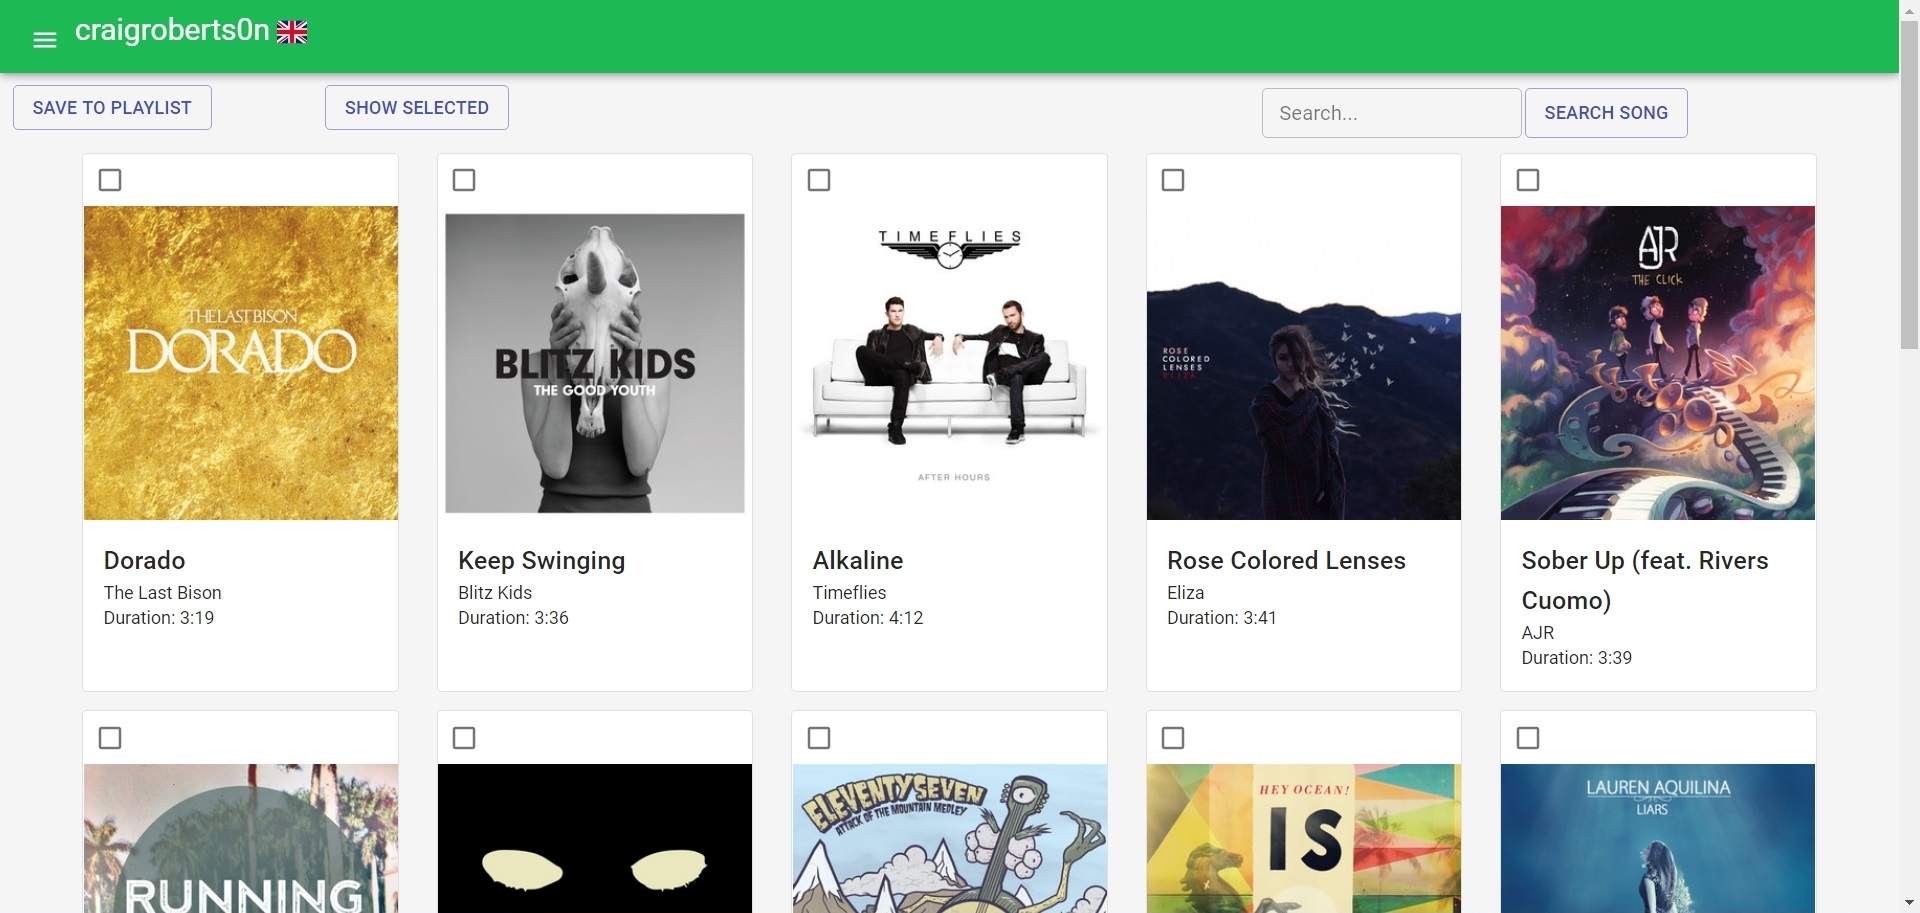 craigroberts0n
SAVE TO PLAYLIST
SHOW SELECTED
Search...
SEARCH SONG
THE LAST BISON
DORADO
BLITZ KIDS
THE GOOD YOUTH
TIMEFLIES
AFTER HOURS
ROSE
COLORED
LENSES
ELIZA
AJR
THE CLICK
Dorado
The Last Bison
Duration: 3:19
Keep Swinging
Blitz Kids
Duration: 3:36
Alkaline
Timeflies
Duration: 4:12
Rose Colored Lenses
Eliza
Duration: 3:41
Sober Up (feat. Rivers
Cuomo)
AJR
Duration: 3:39
RUNNING
ELEVENTYSEVEN
ATTACK OF THE MOUNTAIN MEDLEY
HEY OCEAN!
IS
LAUREN AQUILINA
LIARS